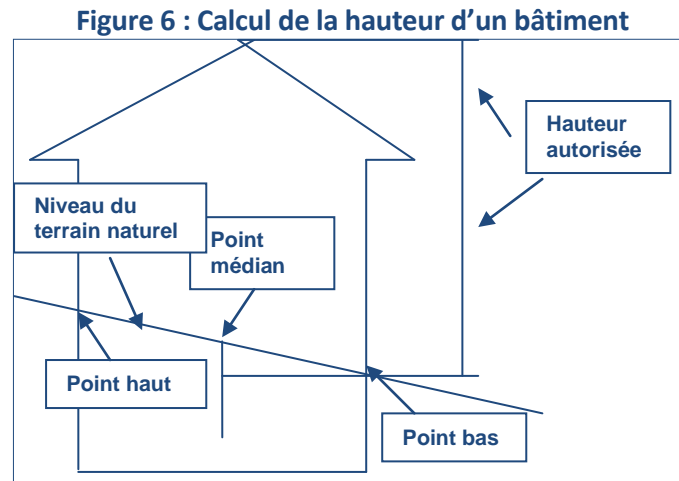 Figure 6 : Calcul de la hauteur d’un bâtiment
Hauteur
autorisée
Niveau du
terrain naturel
Point
médian
Point haut
Point bas